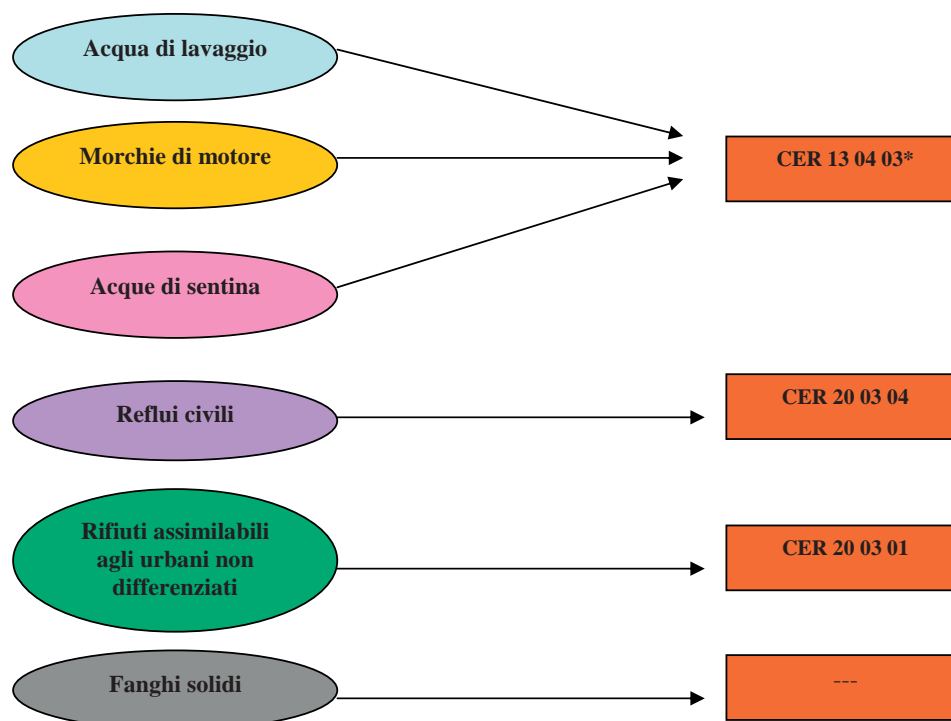 Acqua di lavaggio
Morchie di motore
CER 13 04 03*
Acque di sentina
Reflui civili
CER 20 03 04
Rifiuti assimilabili
agli urbani non
differenziati
CER 20 03 01
Fanghi solidi
---